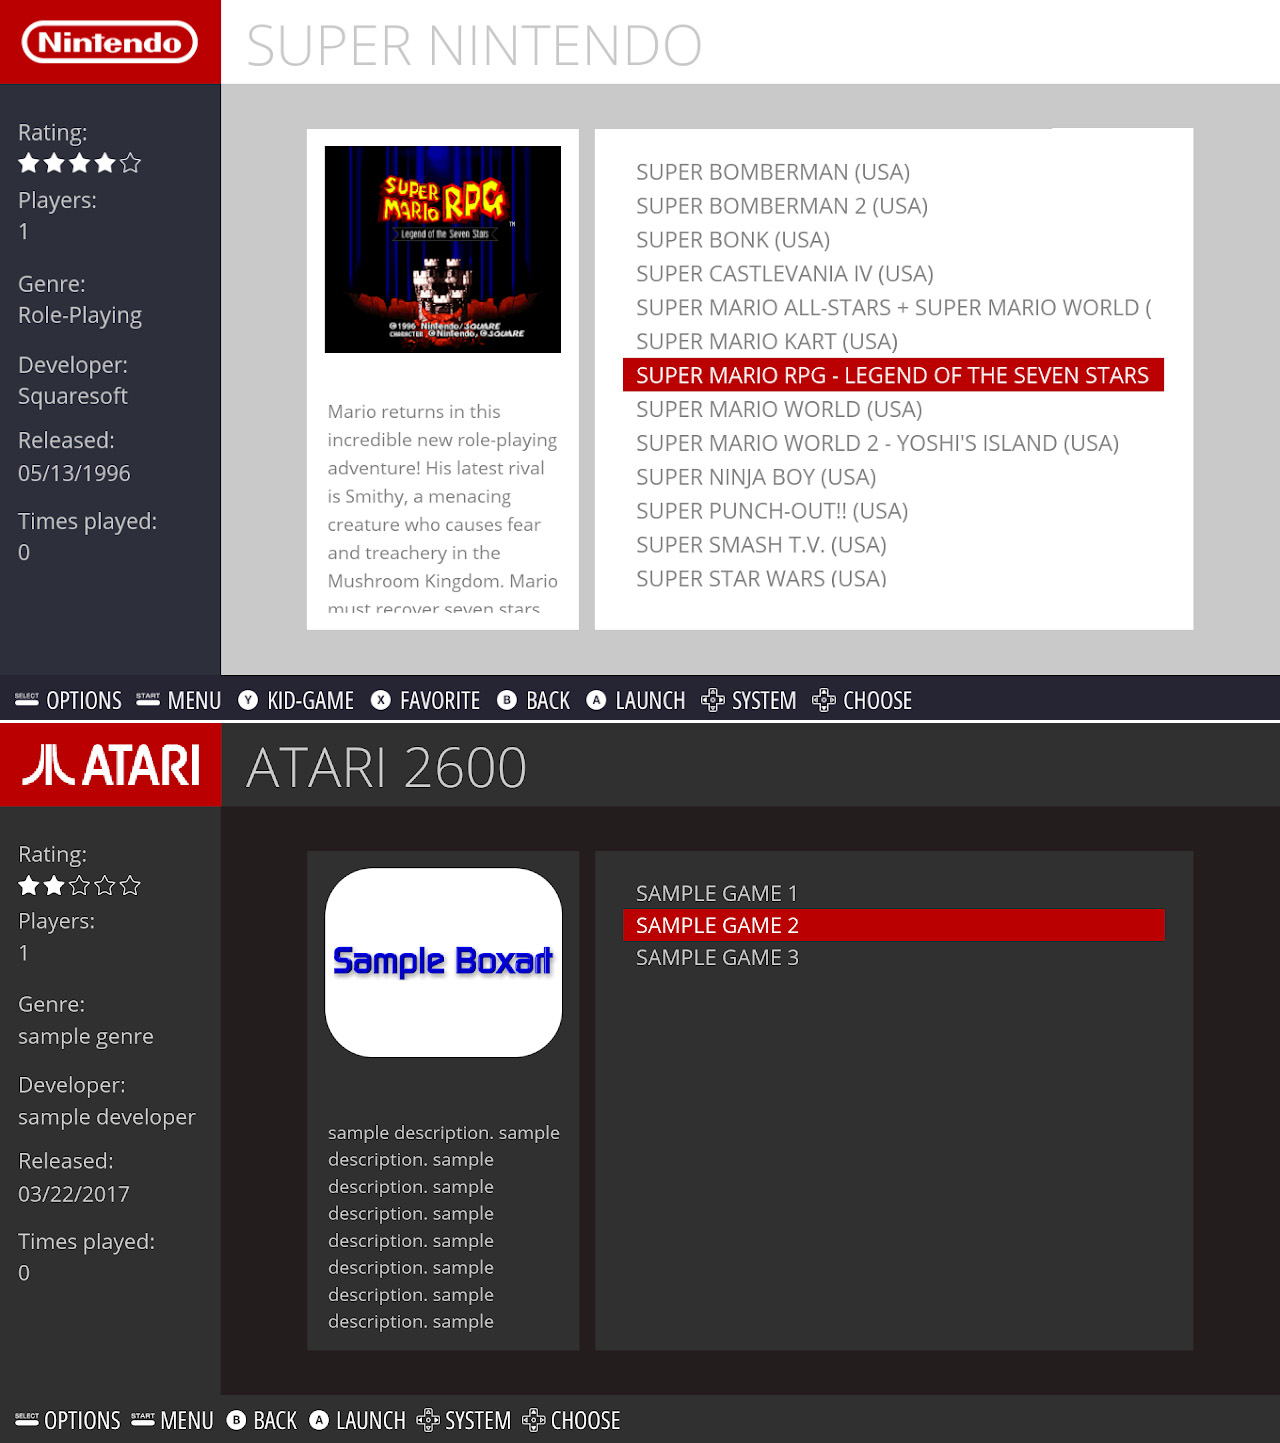 Nintendo
SUPER NINTENDO
Rating:
Players:
1
Genre:
Role-Playing
Developer:
Squaresoft
Released:
05/13/1996
Times played:
0
SUPER
MARIO RPG
TM
Legend of the Seven Stars
©1996 Nintendo/SQUARE
CHARACTER ©Nintendo, ©SQUARE
Mario returns in this
incredible new role-playing
adventure! His latest rival
is Smithy, a menacing
creature who causes fear
and treachery in the
Mushroom Kingdom. Mario
must recover seven stars
SUPER BOMBERMAN (USA)
SUPER BOMBERMAN 2 (USA)
SUPER BONK (USA)
SUPER CASTLEVANIA IV (USA)
SUPER MARIO ALL-STARS + SUPER MARIO WORLD (
SUPER MARIO KART (USA)
SUPER MARIO RPG - LEGEND OF THE SEVEN STARS
SUPER MARIO WORLD (USA)
SUPER MARIO WORLD 2 - YOSHI'S ISLAND (USA)
SUPER NINJA BOY (USA)
SUPER PUNCH-OUT!! (USA)
SUPER SMASH T.V. (USA)
SUPER STAR WARS (USA)
SELECT OPTIONS START MENU Y KID-GAME X FAVORITE B BACK A LAUNCH SYSTEM CHOOSE
ATARI
ATARI 2600
Rating:
Players:
1
Genre:
sample genre
Developer:
sample developer
Released:
03/22/2017
Times played:
0
Sample Boxart
sample description. sample
description. sample
description. sample
description. sample
description. sample
description. sample
description. sample
description. sample
SAMPLE GAME 1
SAMPLE GAME 2
SAMPLE GAME 3
SELECT OPTIONS START MENU B BACK A LAUNCH SYSTEM CHOOSE